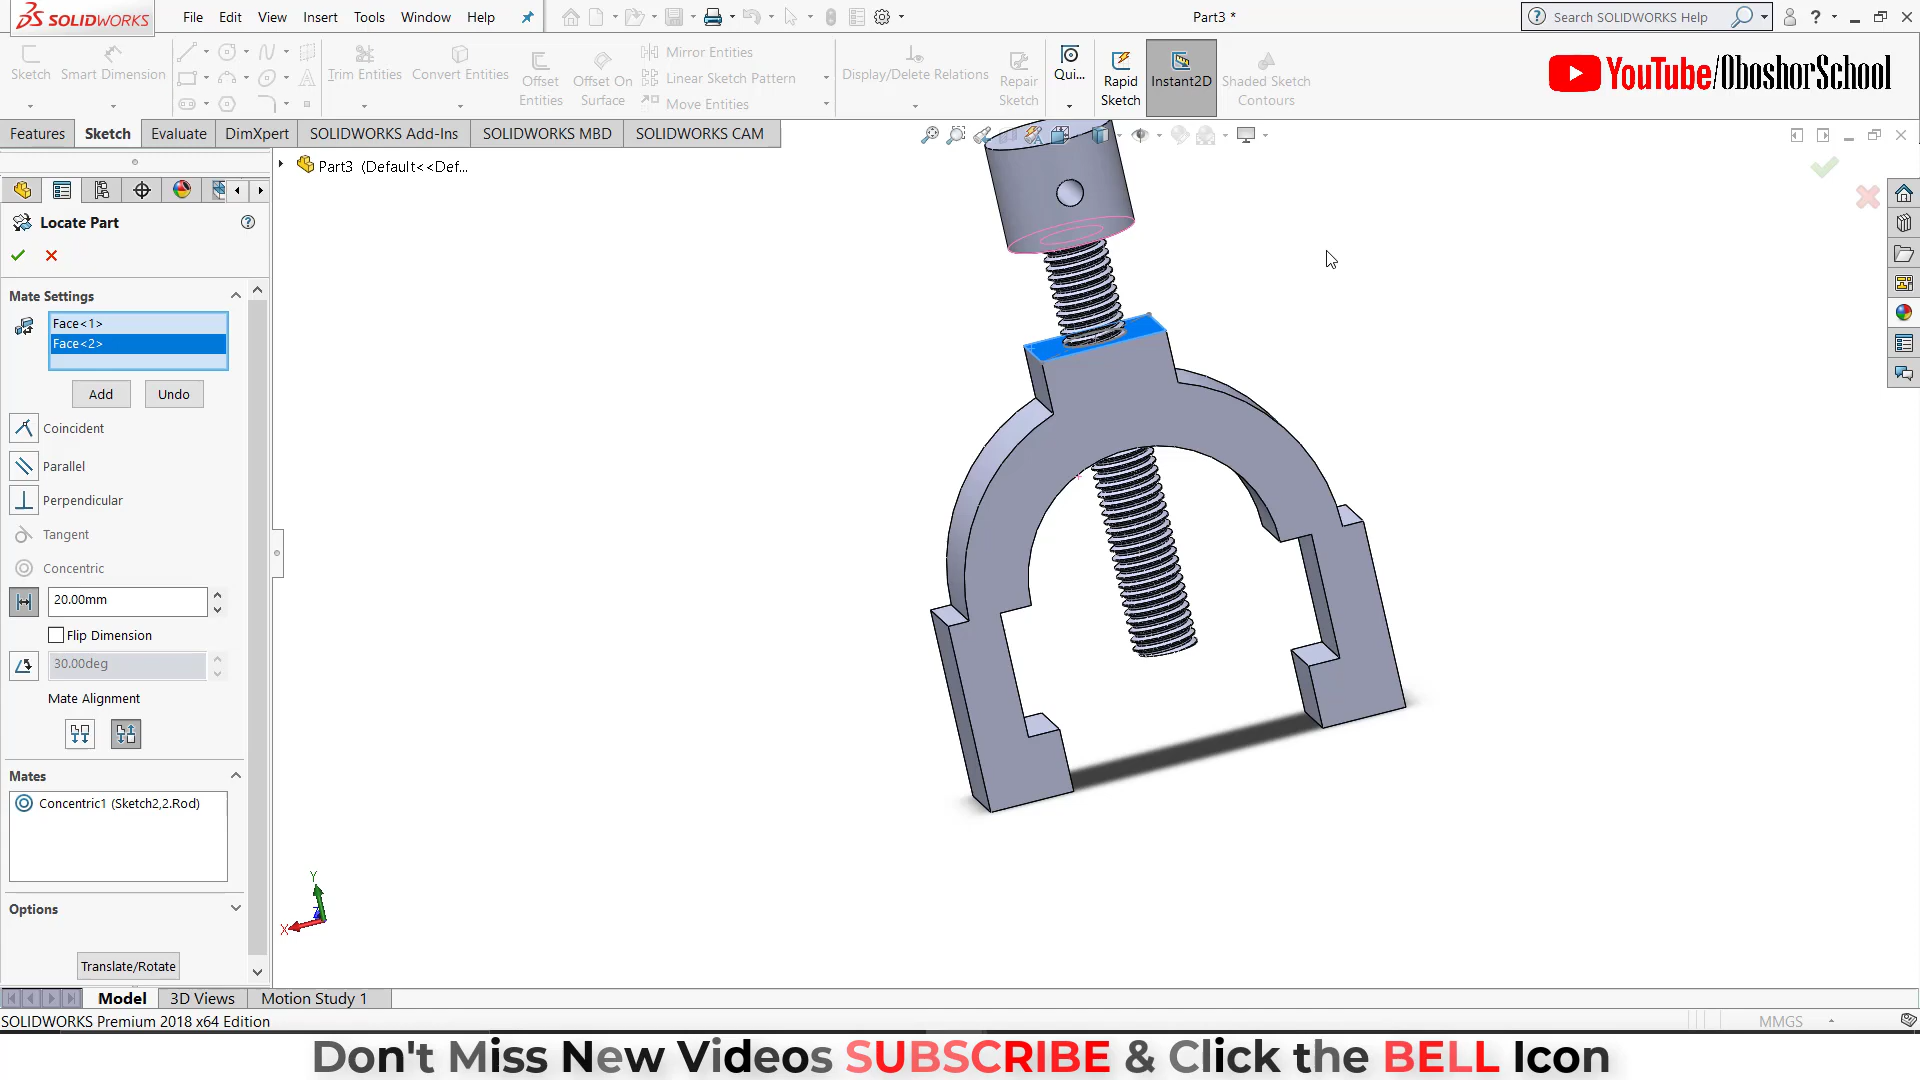 SOLIDWORKS File Edit View Insert Tools Window Help Part3 * Search SOLIDWORKS Help
Sketch Smart Dimension Trim Entities Convert Entities Offset Entities Offset On Surface Mirror Entities Linear Sketch Pattern Move Entities Display/Delete Relations Repair Sketch Qui... Rapid Sketch Instant2D Shaded Sketch Contours
YouTube/OboshorSchool
Features Sketch Evaluate DimXpert SOLIDWORKS Add-Ins SOLIDWORKS MBD SOLIDWORKS CAM
Part3 (Default<<Def...
Locate Part
Mate Settings
Face<1>
Face<2>
Add Undo
Coincident
Parallel
Perpendicular
Tangent
Concentric
20.00mm
Flip Dimension
30.00deg
Mate Alignment
Mates
Concentric1 (Sketch2,2.Rod)
Y
X
Options
Translate/Rotate
Model 3D Views Motion Study 1
SOLIDWORKS Premium 2018 x64 Edition MMGS
Don't Miss New Videos SUBSCRIBE & Click the BELL Icon